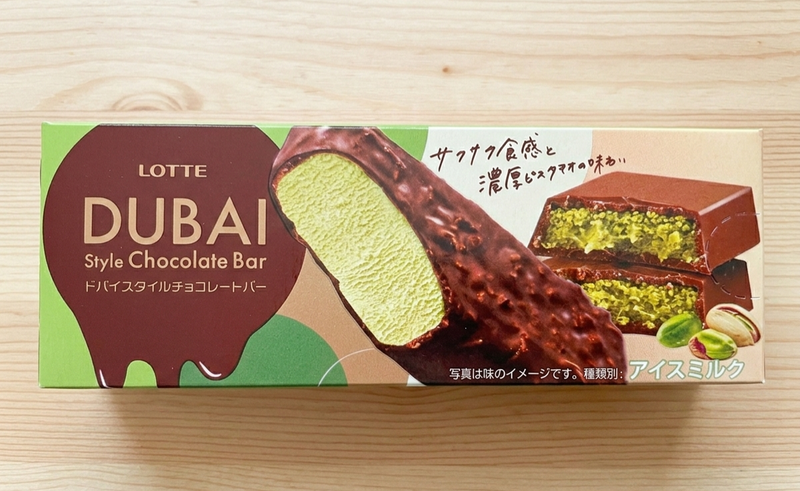 LOTTE
DUBAI
Style Chocolate Bar
ドバイスタイルチョコレートバー
サクサク食感と
濃厚ピスタチオの味わい
写真は味のイメージです。種類別:アイスミルク